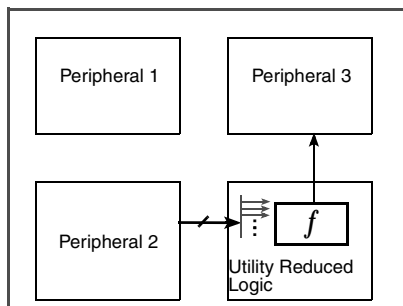 Peripheral 1
Peripheral 3
Peripheral 2
f
Utility Reduced
Logic